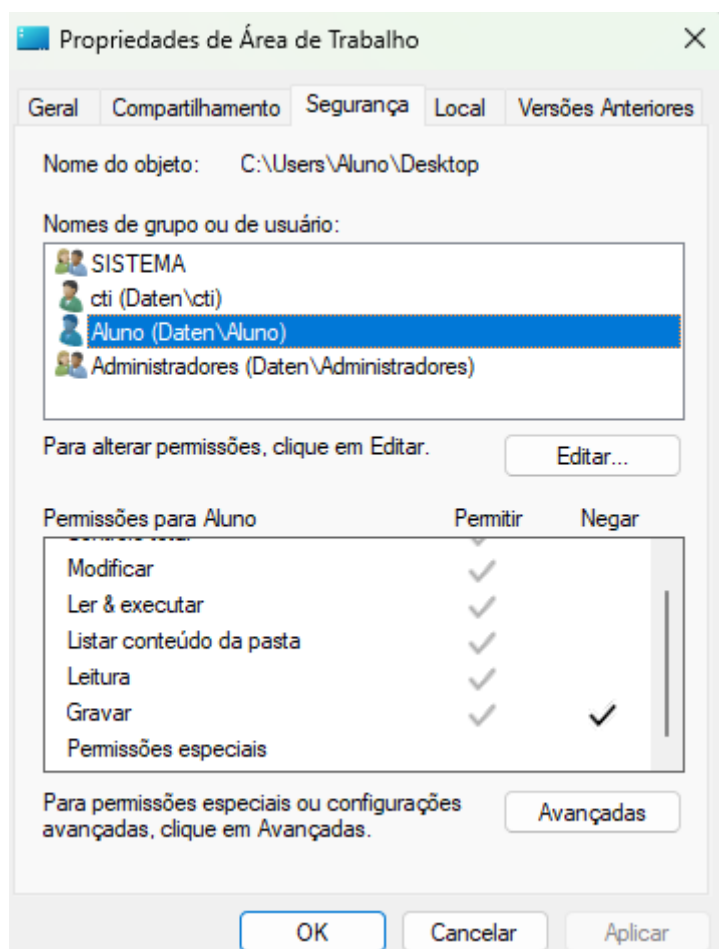 Propriedades de Área de Trabalho
Geral Compartilhamento Segurança Local Versões Anteriores
Nome do objeto: C:\Users\Aluno\Desktop
Nomes de grupo ou de usuário:
SISTEMA
cti (Daten\cti)
Aluno (Daten\Aluno)
Administradores (Daten\Administradores)
Para alterar permissões, clique em Editar.
Editar...
Permissões para Aluno Permitir Negar
Modificar
Ler & executar
Listar conteúdo da pasta
Leitura
Gravar
Permissões especiais
Para permissões especiais ou configurações
avançadas, clique em Avançadas.
Avançadas
OK Cancelar Aplicar